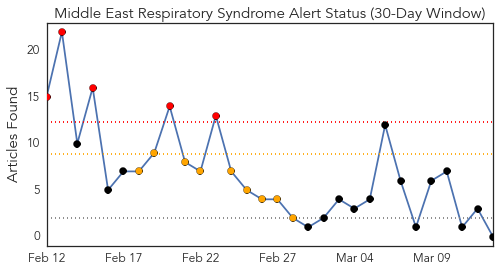 Middle East Respiratory Syndrome Alert Status (30-Day Window)
Articles Found
20
15
10
5
0
Feb 12
Feb 17
Feb 22
Feb 27
Mar 04
Mar 09